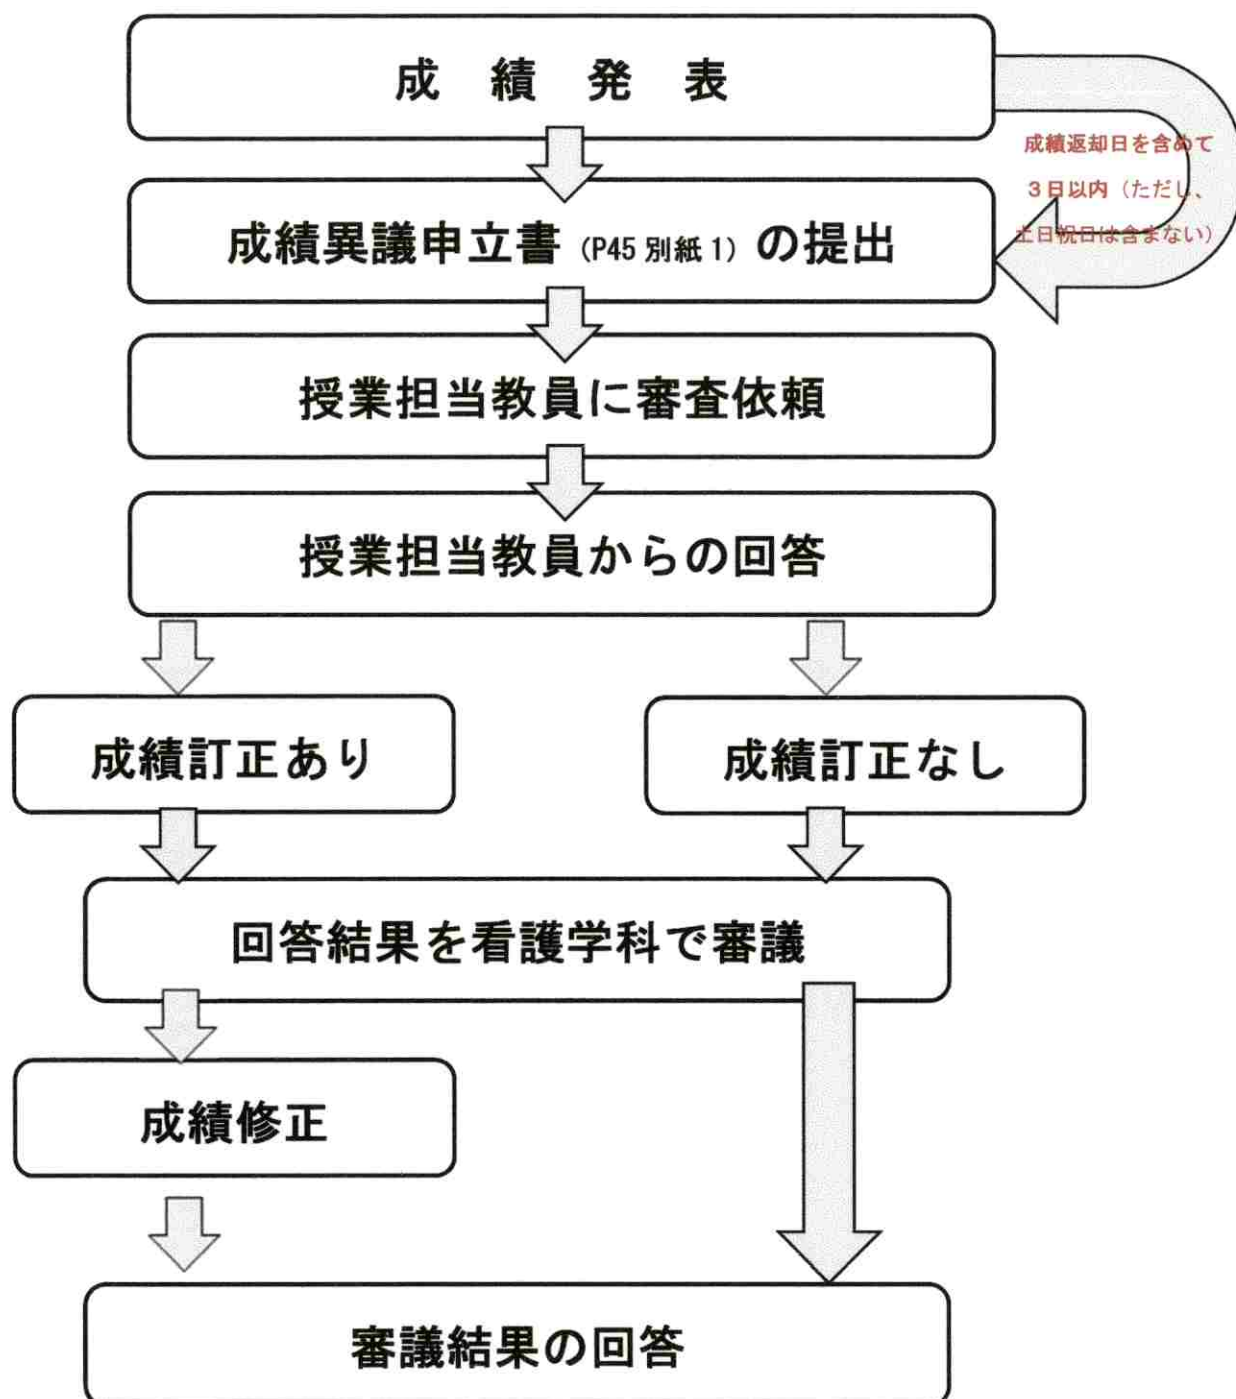 成績発表
成績返却日を含めて
3日以内（ただし、
土日祝日は含まない）
成績異議申立書（P45 別紙1）の提出
授業担当教員に審査依頼
授業担当教員からの回答
成績訂正あり
成績訂正なし
回答結果を看護学科で審議
成績修正
審議結果の回答